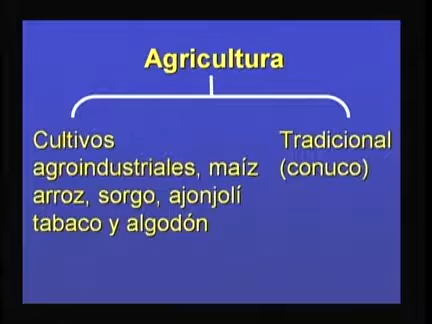 Agricultura
Cultivos
agroindustriales, maíz
arroz, sorgo, ajonjolí
tabaco y algodón
Tradicional
(conuco)